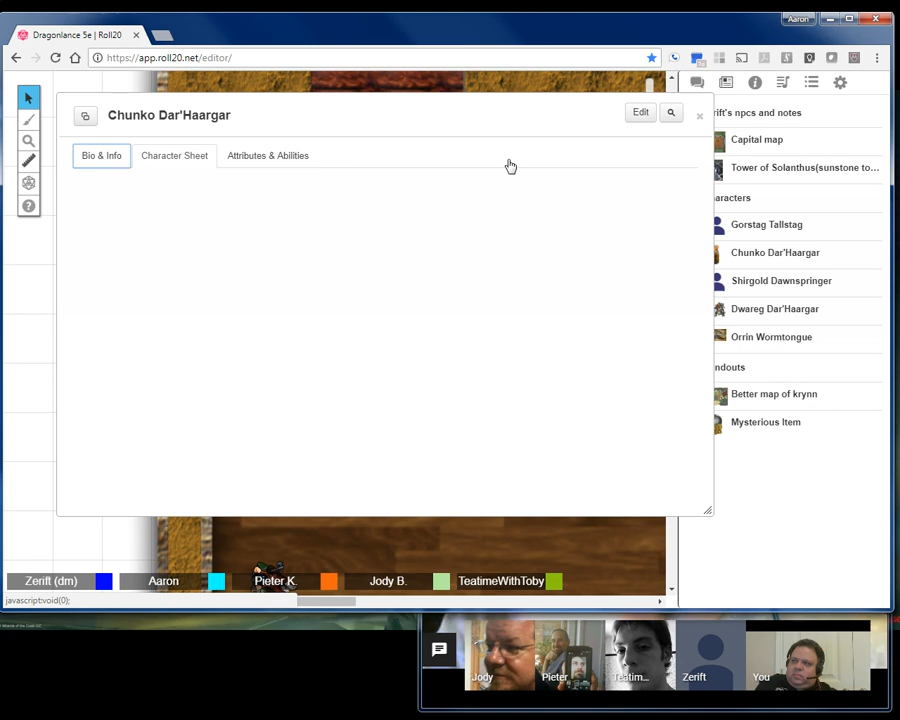 Aaron
Dragonlance 5e | Roll20
https://app.roll20.net/editor/
Chunko Dar'Haargar
Edit
Bio & Info
Character Sheet
Attributes & Abilities
rift's npcs and notes
Capital map
Tower of Solanthus(sunstone to...
aracters
Gorstag Tallstag
Chunko Dar'Haargar
Shirgold Dawnspringer
Dwareg Dar'Haargar
Orrin Wormtongue
ndouts
Better map of krynn
Mysterious Item
Zerift (dm)
Aaron
Pieter K.
Jody B.
TeatimeWithToby
javascript:void(0);
Jody
Pieter
Teatim...
Zerift
You